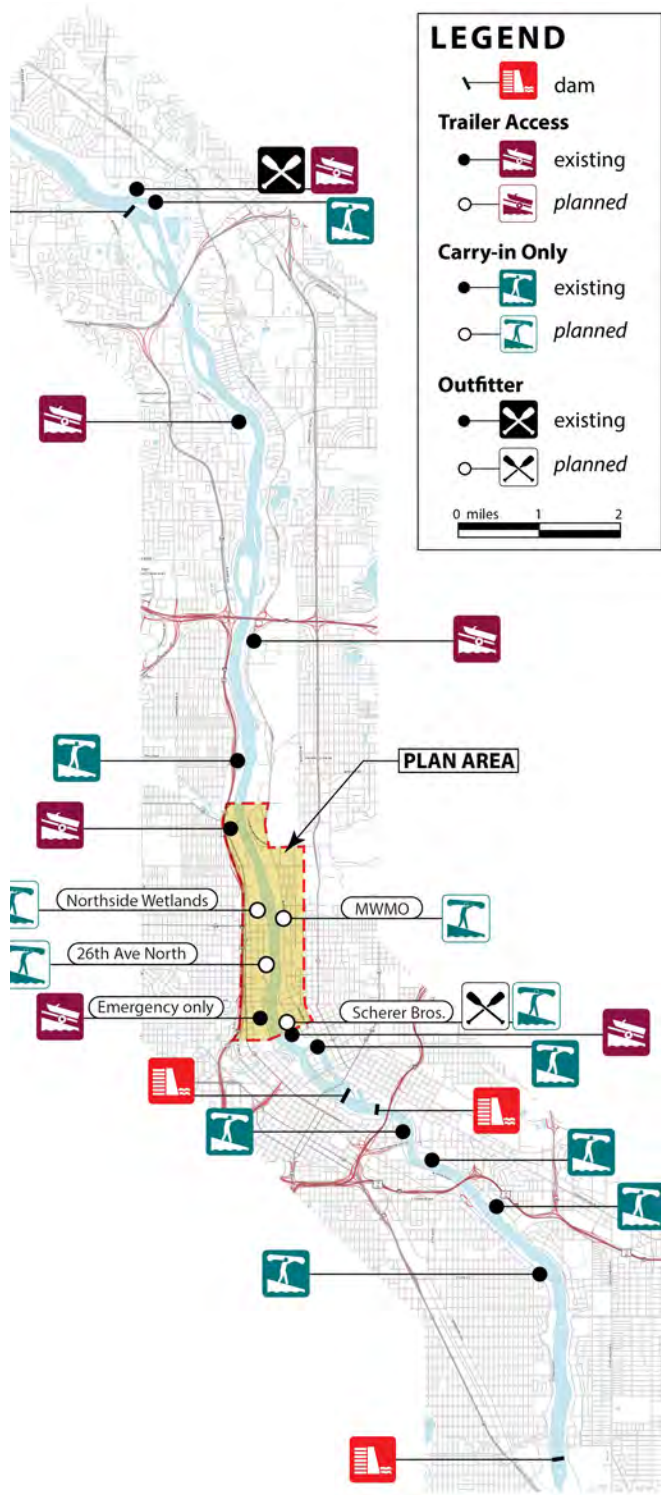 LEGEND
dam
Trailer Access
existing
planned
Carry-in Only
existing
planned
Outfitter
existing
planned
0 miles 1 2
PLAN AREA
Northside Wetlands
MWMO
26th Ave North
Emergency only
Scherer Bros.